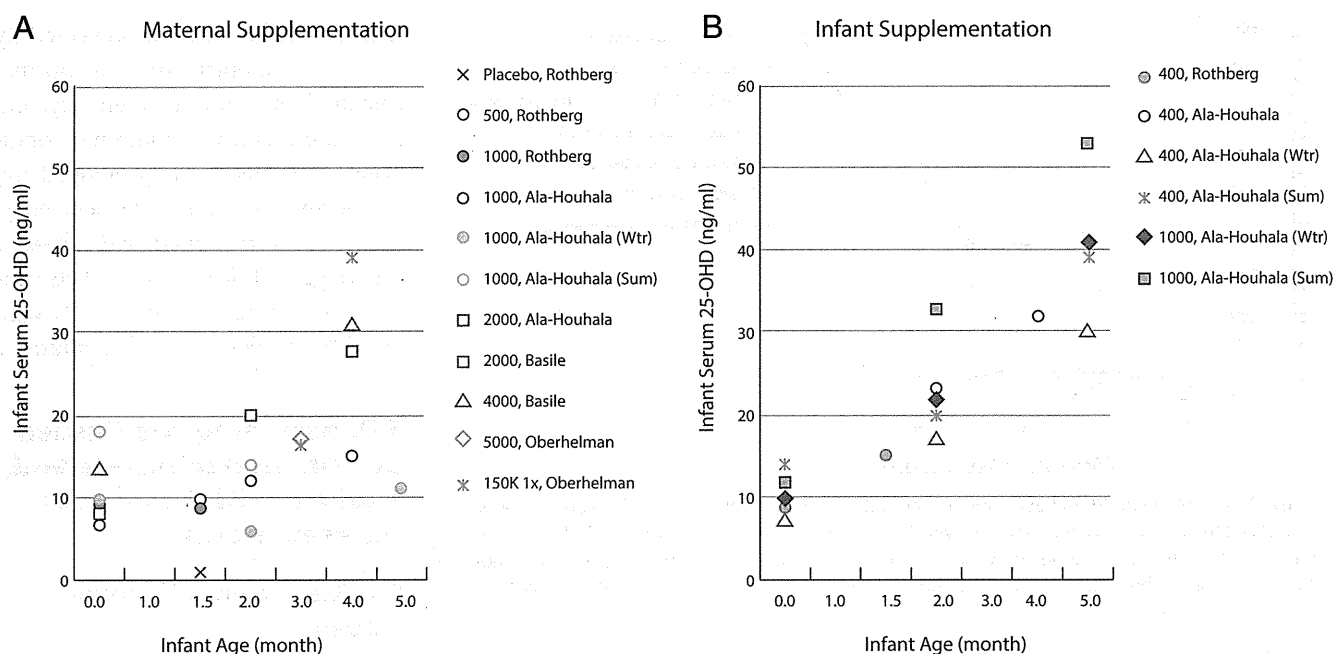 A
Maternal Supplementation
Infant Serum 25-OHD (ng/ml)
60
50
40
30
20
10
0
0.0 1.0 1.5 2.0 3.0 4.0 5.0
Infant Age (month)
Placebo, Rothberg
500, Rothberg
1000, Rothberg
1000, Ala-Houhala
1000, Ala-Houhala (Wtr)
1000, Ala-Houhala (Sum)
2000, Ala-Houhala
2000, Basile
4000, Basile
5000, Oberhelman
150K 1x, Oberhelman
B
Infant Supplementation
Infant Serum 25-OHD (ng/ml)
60
50
40
30
20
10
0
0.0 1.0 1.5 2.0 3.0 4.0 5.0
Infant Age (month)
400, Rothberg
400, Ala-Houhala
400, Ala-Houhala (Wtr)
400, Ala-Houhala (Sum)
1000, Ala-Houhala (Wtr)
1000, Ala-Houhala (Sum)